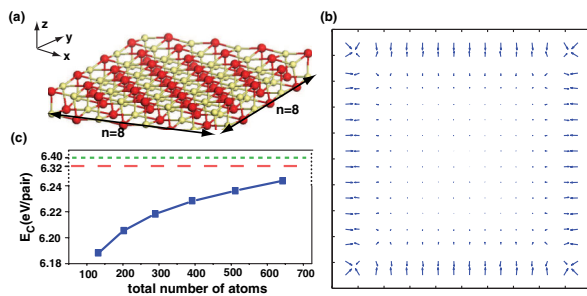 (a)
z
y
x
n=8
n=8
(b)
(c)
E_C(eV/pair)
6.40
6.32
6.24
6.22
6.20
6.18
100 200 300 400 500 600 700
total number of atoms